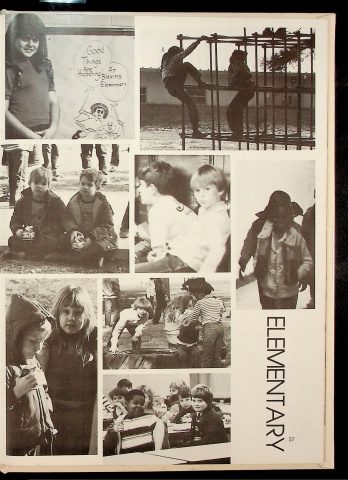 Good
Things
Are
Happening
At
Blevins
Elementary
ELEMENTARY
57